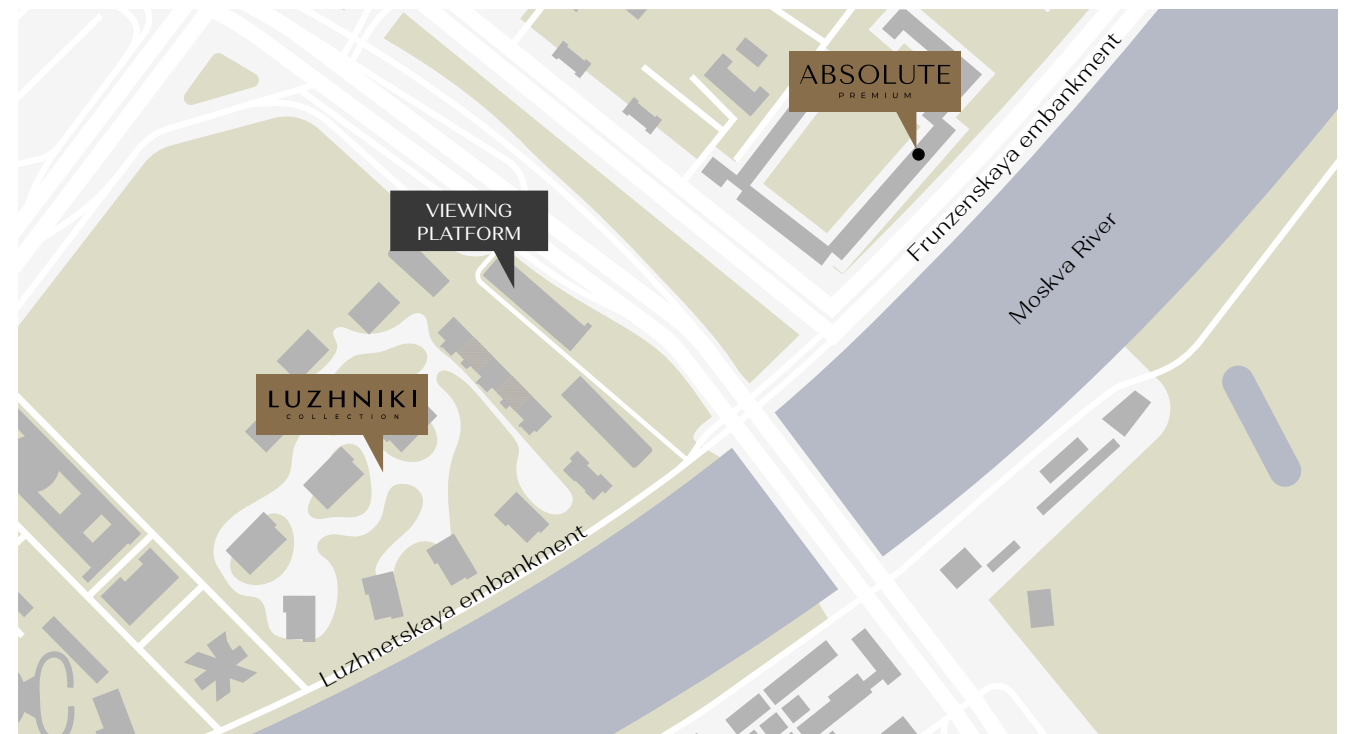 ABSOLUTE
PREMIUM
Frunzenskaya embankment
VIEWING
PLATFORM
Moskva River
LUZHNIKI
COLLECTION
Luzhnetskaya embankment